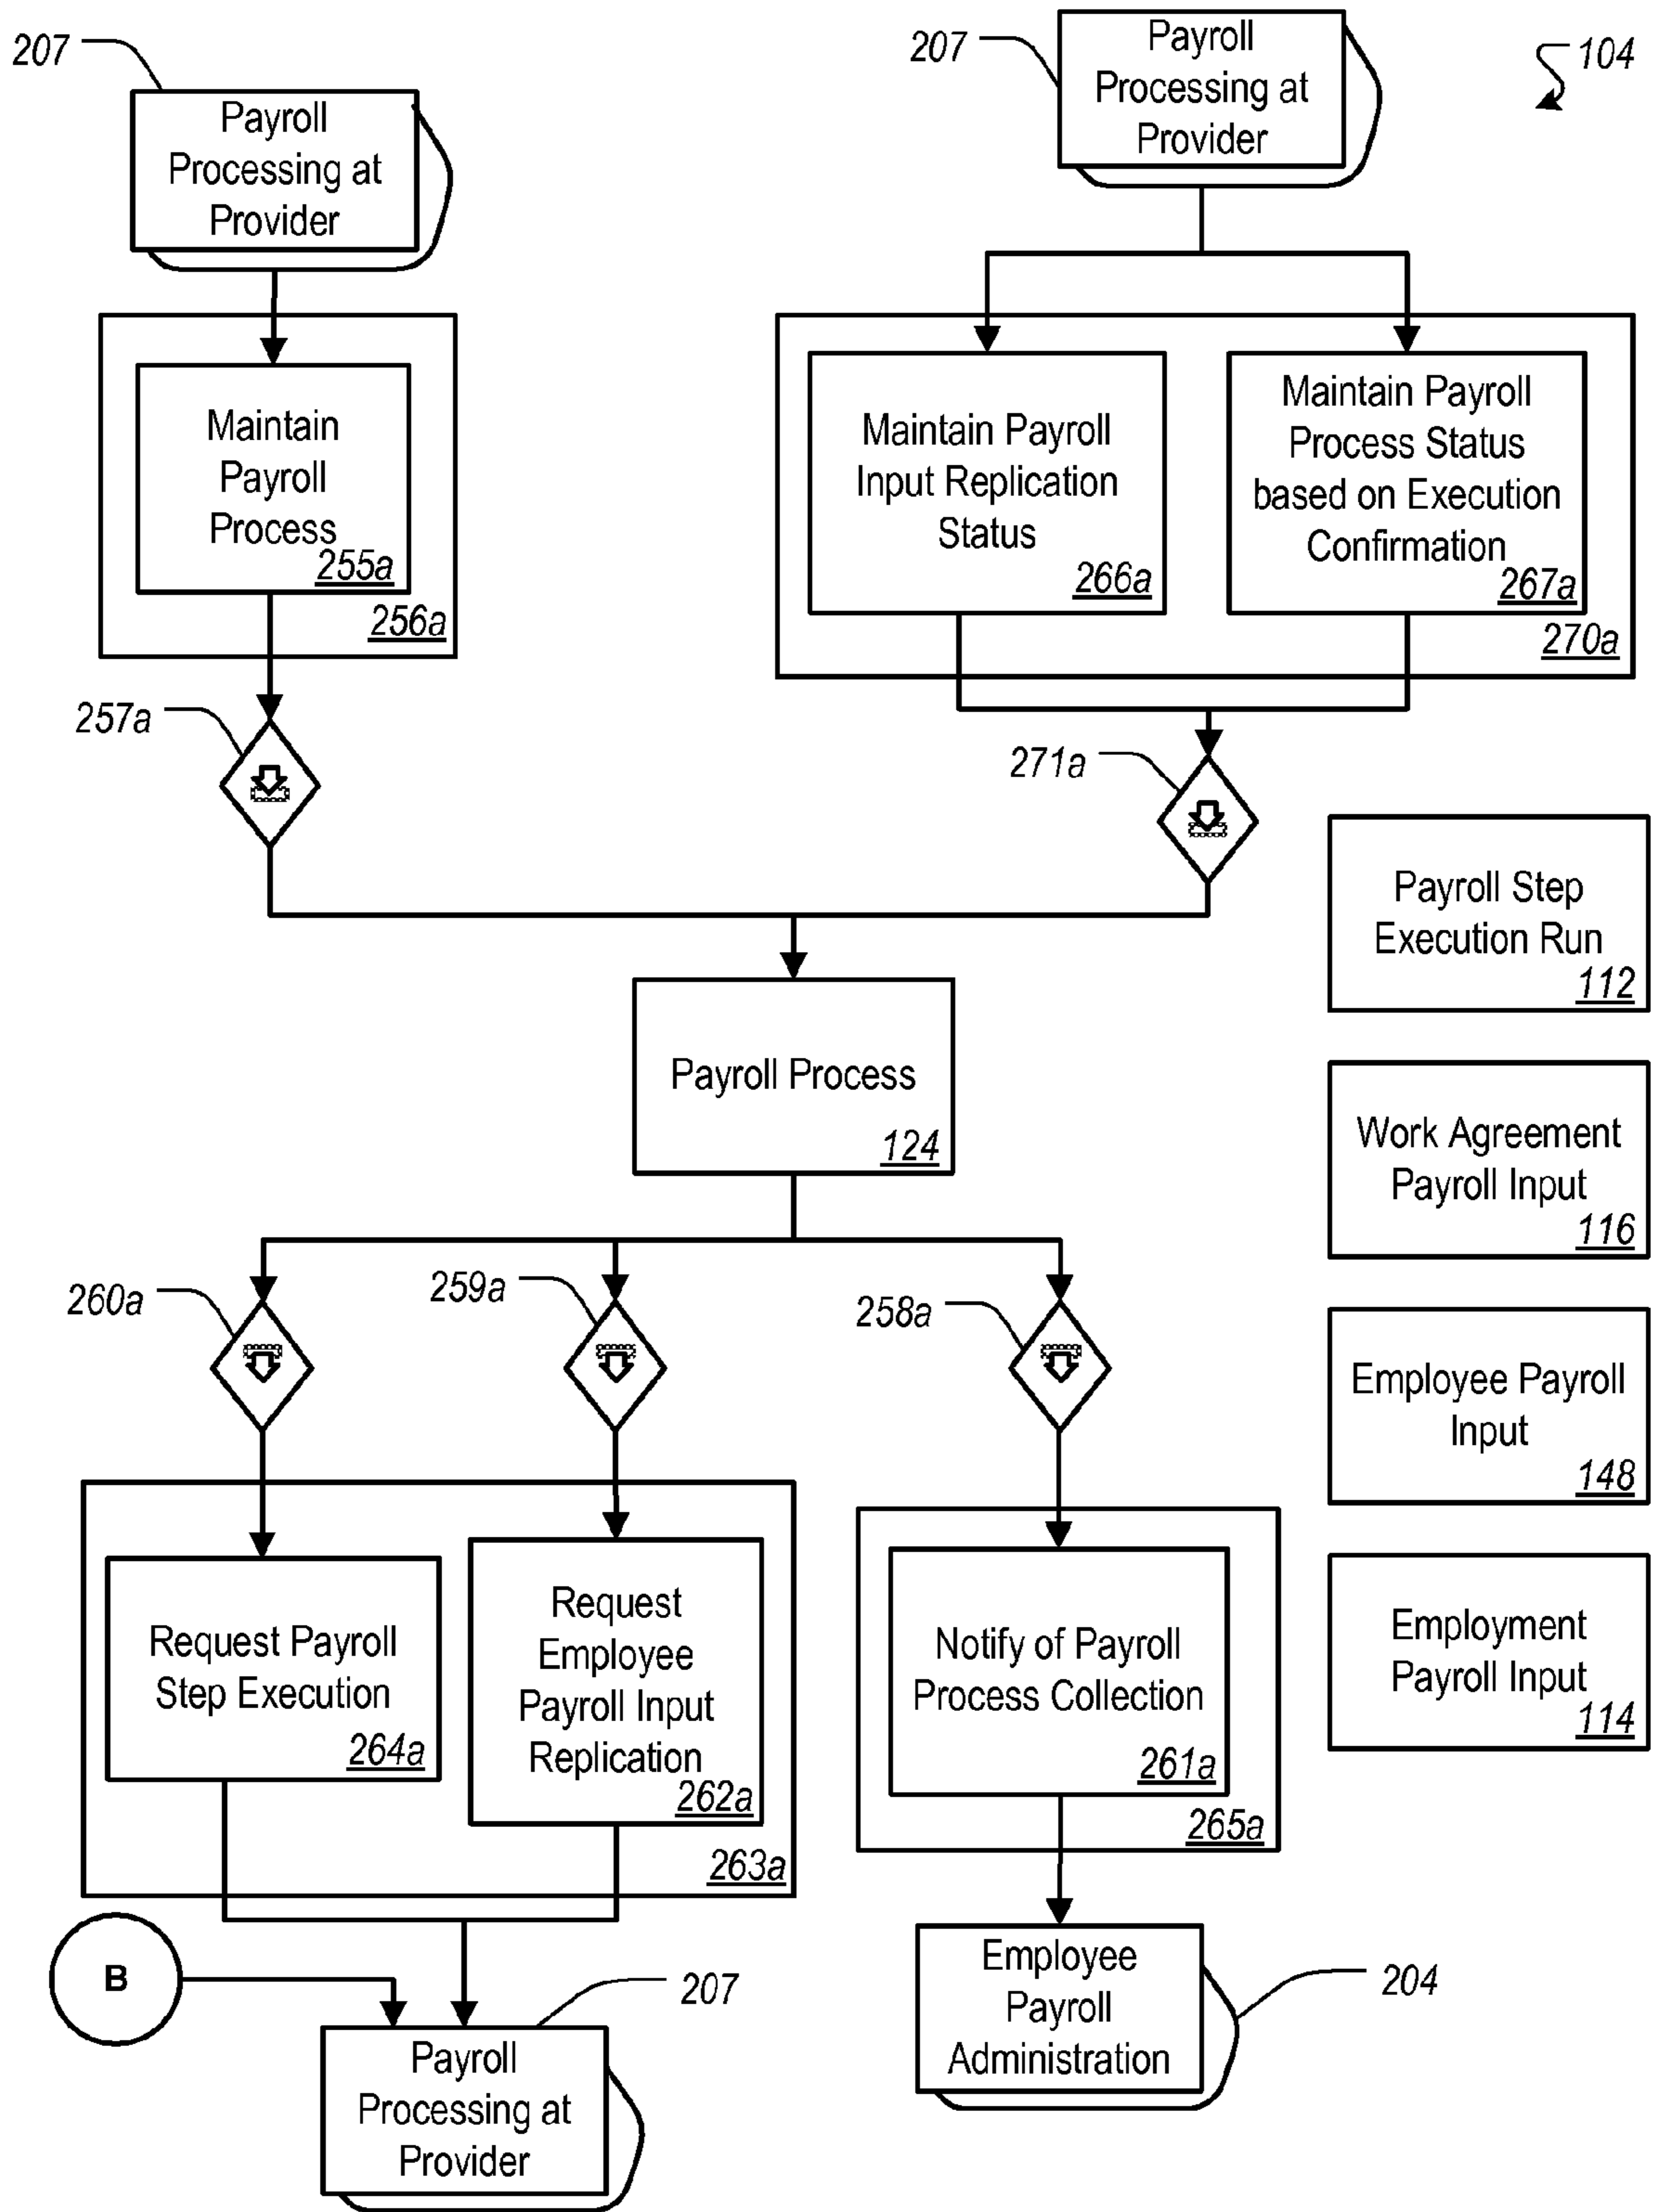 207
Payroll
Processing at
Provider
207
Payroll
Processing at
Provider
104
Maintain
Payroll
Process
255a
256a
Maintain Payroll
Input Replication
Status
266a
Maintain Payroll
Process Status
based on Execution
Confirmation
267a
270a
257a
271a
Payroll Step
Execution Run
112
Payroll Process
124
Work Agreement
Payroll Input
116
260a
259a
258a
Employee Payroll
Input
148
Request Payroll
Step Execution
264a
Request
Employee
Payroll Input
Replication
262a
263a
Notify of Payroll
Process Collection
261a
265a
Employment
Payroll Input
114
B
207
Payroll
Processing at
Provider
Employee
Payroll
Administration
204